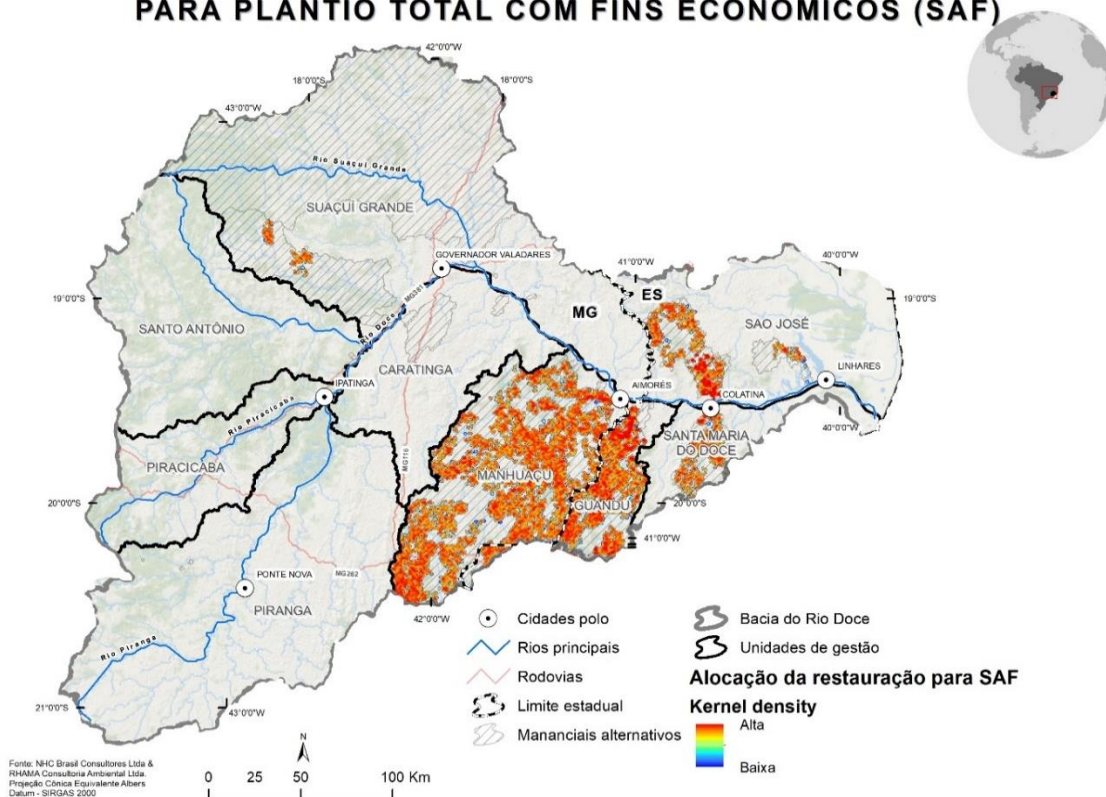 PARA PLANTIO TOTAL COM FINS ECONÔMICOS (SAF)
42°0'0"W
18°0'0"S
18°0'0"S
43°0'0"W
Rio Suaçuí Grande
SUAÇUÍ GRANDE
GOVERNADOR VALADARES
41°0'0"W
40°0'0"W
19°0'0"S
19°0'0"S
MG
ES
SANTO ANTÔNIO
SAO JOSÉ
Rio Doce
MG381
CARATINGA
LINHARES
IPATINGA
AIMORÉS
COLATINA
40°0'0"W
Rio Piracicaba
SANTA MARIA
DO DOCE
PIRACICABA
MG116
MANHUAÇU
GUANDU
20°0'0"S
20°0'0"S
41°0'0"W
PONTE NOVA
MG262
PIRANGA
42°0'0"W
Rio Piranga
21°0'0"S
43°0'0"W
Cidades polo
Rios principais
Rodovias
Limite estadual
Mananciais alternativos
Bacia do Rio Doce
Unidades de gestão
Alocação da restauração para SAF
Kernel density
Alta
Baixa
N
0 25 50 100 Km
Fonte: NHC Brasil Consultores Ltda &
RHAMA Consultoria Ambiental Ltda.
Projeção Cônica Equivalente Albers
Datum - SIRGAS 2000